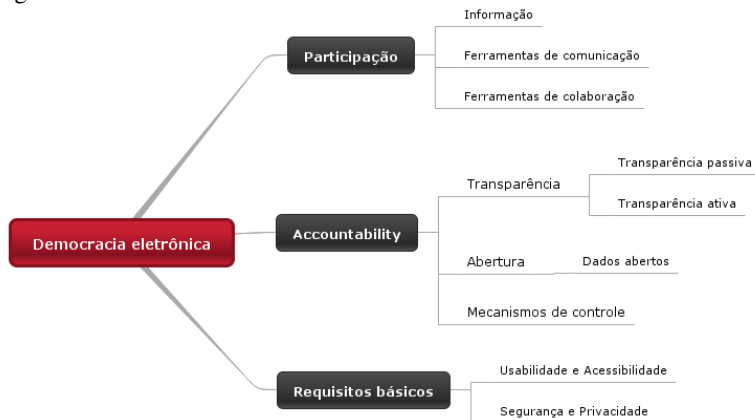 Informação
Participação
Ferramentas de comunicação
Ferramentas de colaboração
Transparência passiva
Transparência
Transparência ativa
Democracia eletrônica
Accountability
Abertura
Dados abertos
Mecanismos de controle
Usabilidade e Acessibilidade
Requisitos básicos
Segurança e Privacidade